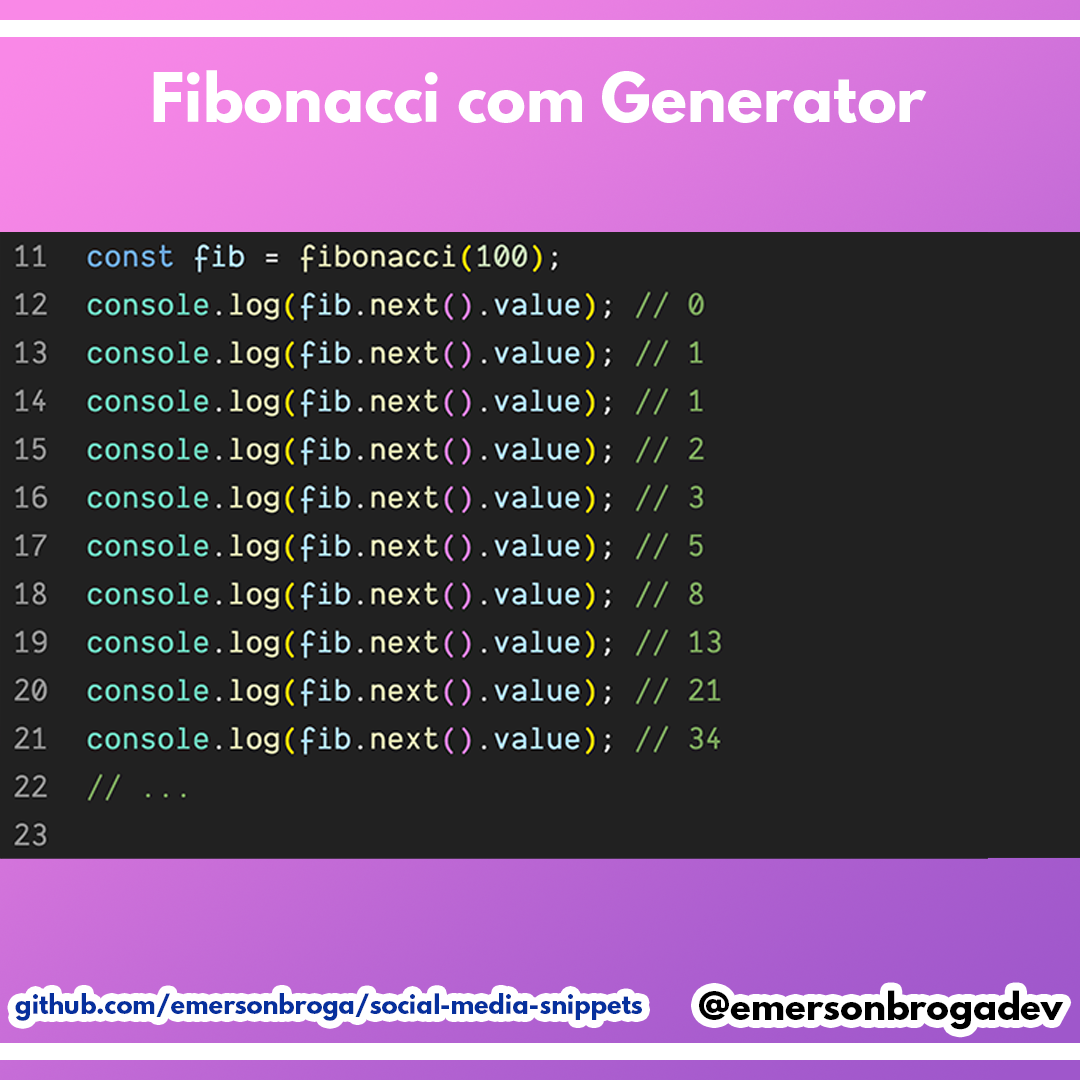 Fibonacci com Generator
11 const fib = fibonacci(100);
12 console.log(fib.next().value); // 0
13 console.log(fib.next().value); // 1
14 console.log(fib.next().value); // 1
15 console.log(fib.next().value); // 2
16 console.log(fib.next().value); // 3
17 console.log(fib.next().value); // 5
18 console.log(fib.next().value); // 8
19 console.log(fib.next().value); // 13
20 console.log(fib.next().value); // 21
21 console.log(fib.next().value); // 34
22 // ...
23
github.com/emersonbroga/social-media-snippets @emersonbrogadev